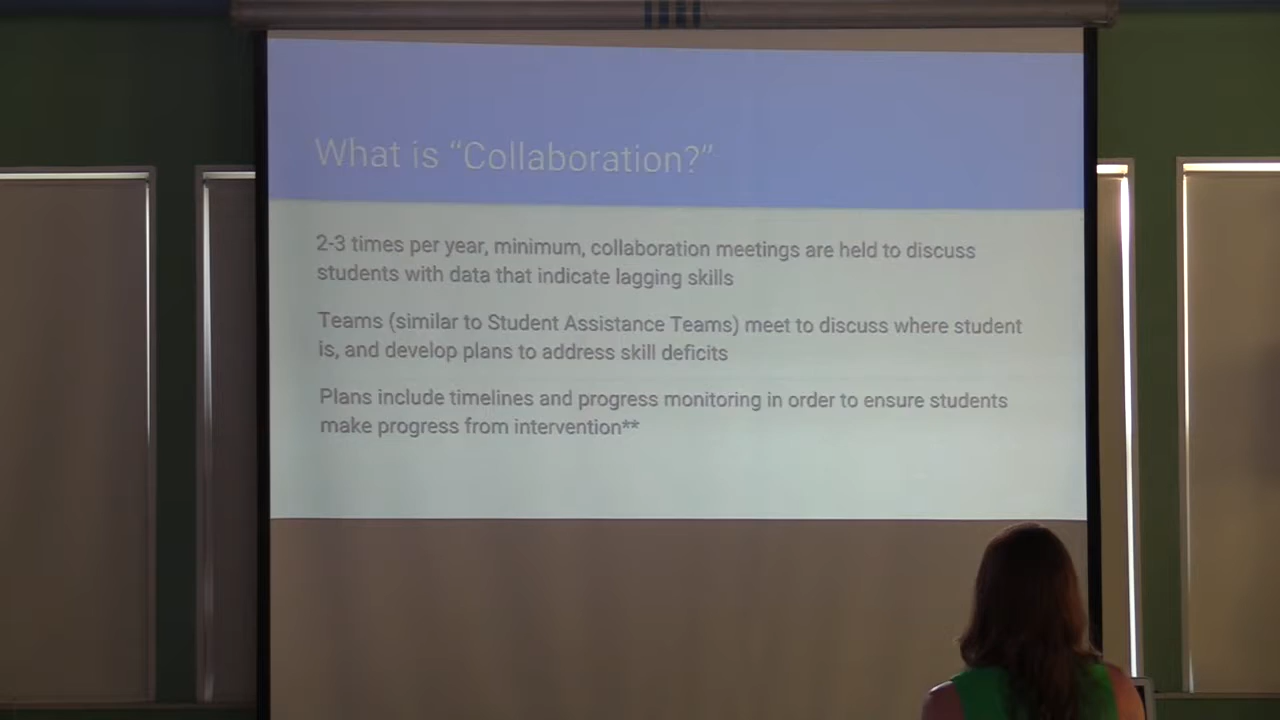 What is “Collaboration?”
2-3 times per year, minimum, collaboration meetings are held to discuss
students with data that indicate lagging skills
Teams (similar to Student Assistance Teams) meet to discuss where student
is, and develop plans to address skill deficits
Plans include timelines and progress monitoring in order to ensure students
make progress from intervention**